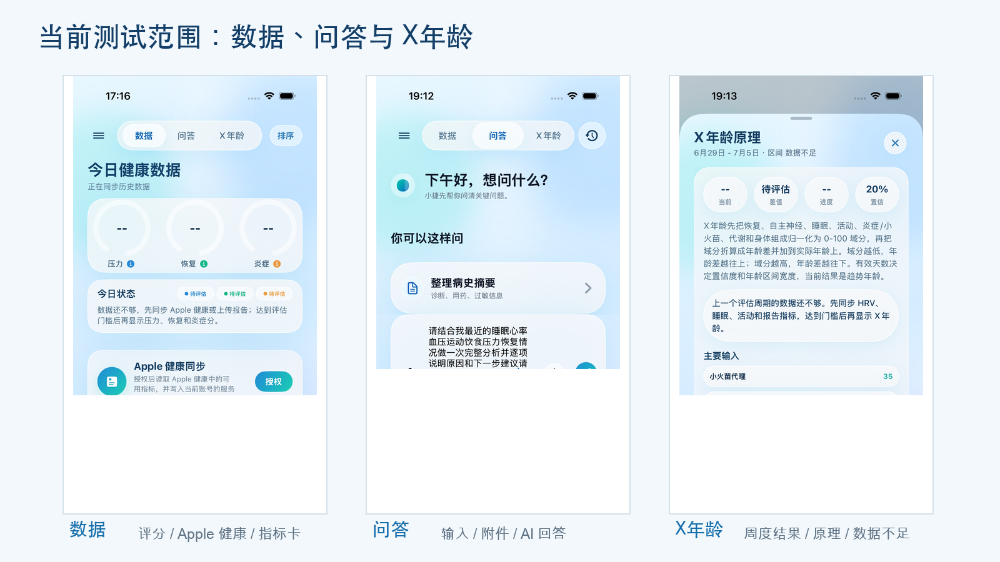 当前测试范围：数据、问答与 X年龄
17:16
数据
问答
X年龄
排序
今日健康数据
正在同步历史数据
--
--
--
压力
恢复
炎症
今日状态
待评估
待评估
待评估
数据还不够，先同步 Apple 健康或上传报告；达到评估
门槛后再显示压力、恢复和炎症分。
Apple 健康同步
授权后读取 Apple 健康中的可
用指标，并写入当前账号的服务
授权
数据
评分 / Apple 健康 / 指标卡
19:12
数据
问答
X年龄
下午好，想问什么？
小捷先帮你问清关键问题。
你可以这样问
整理病史摘要
诊断、用药、过敏信息
请结合我最近的睡眠心率
血压运动饮食压力恢复情
况做一次完整分析并逐项
说明原因和下一步建议请
问答
输入 / 附件 / AI 回答
19:13
X年龄原理
6月29日 - 7月5日 · 区间 数据不足
--
当前
待评估
差值
--
进度
20%
置信
X年龄先把恢复、自主神经、睡眠、活动、炎症/小
火苗、代谢和身体组成归一化为 0-100 域分，再把
域分折算成年龄差并加到实际年龄上。域分越低，年
龄差越往上；域分越高，年龄差越往下。有效天数决
定置信度和年龄区间宽度，当前结果是趋势年龄。
上一个评估周期的数据还不够。先同步 HRV、
睡眠、活动和报告指标，达到门槛后再显示 X年
龄。
主要输入
小火苗代理
35
X年龄
周度结果 / 原理 / 数据不足